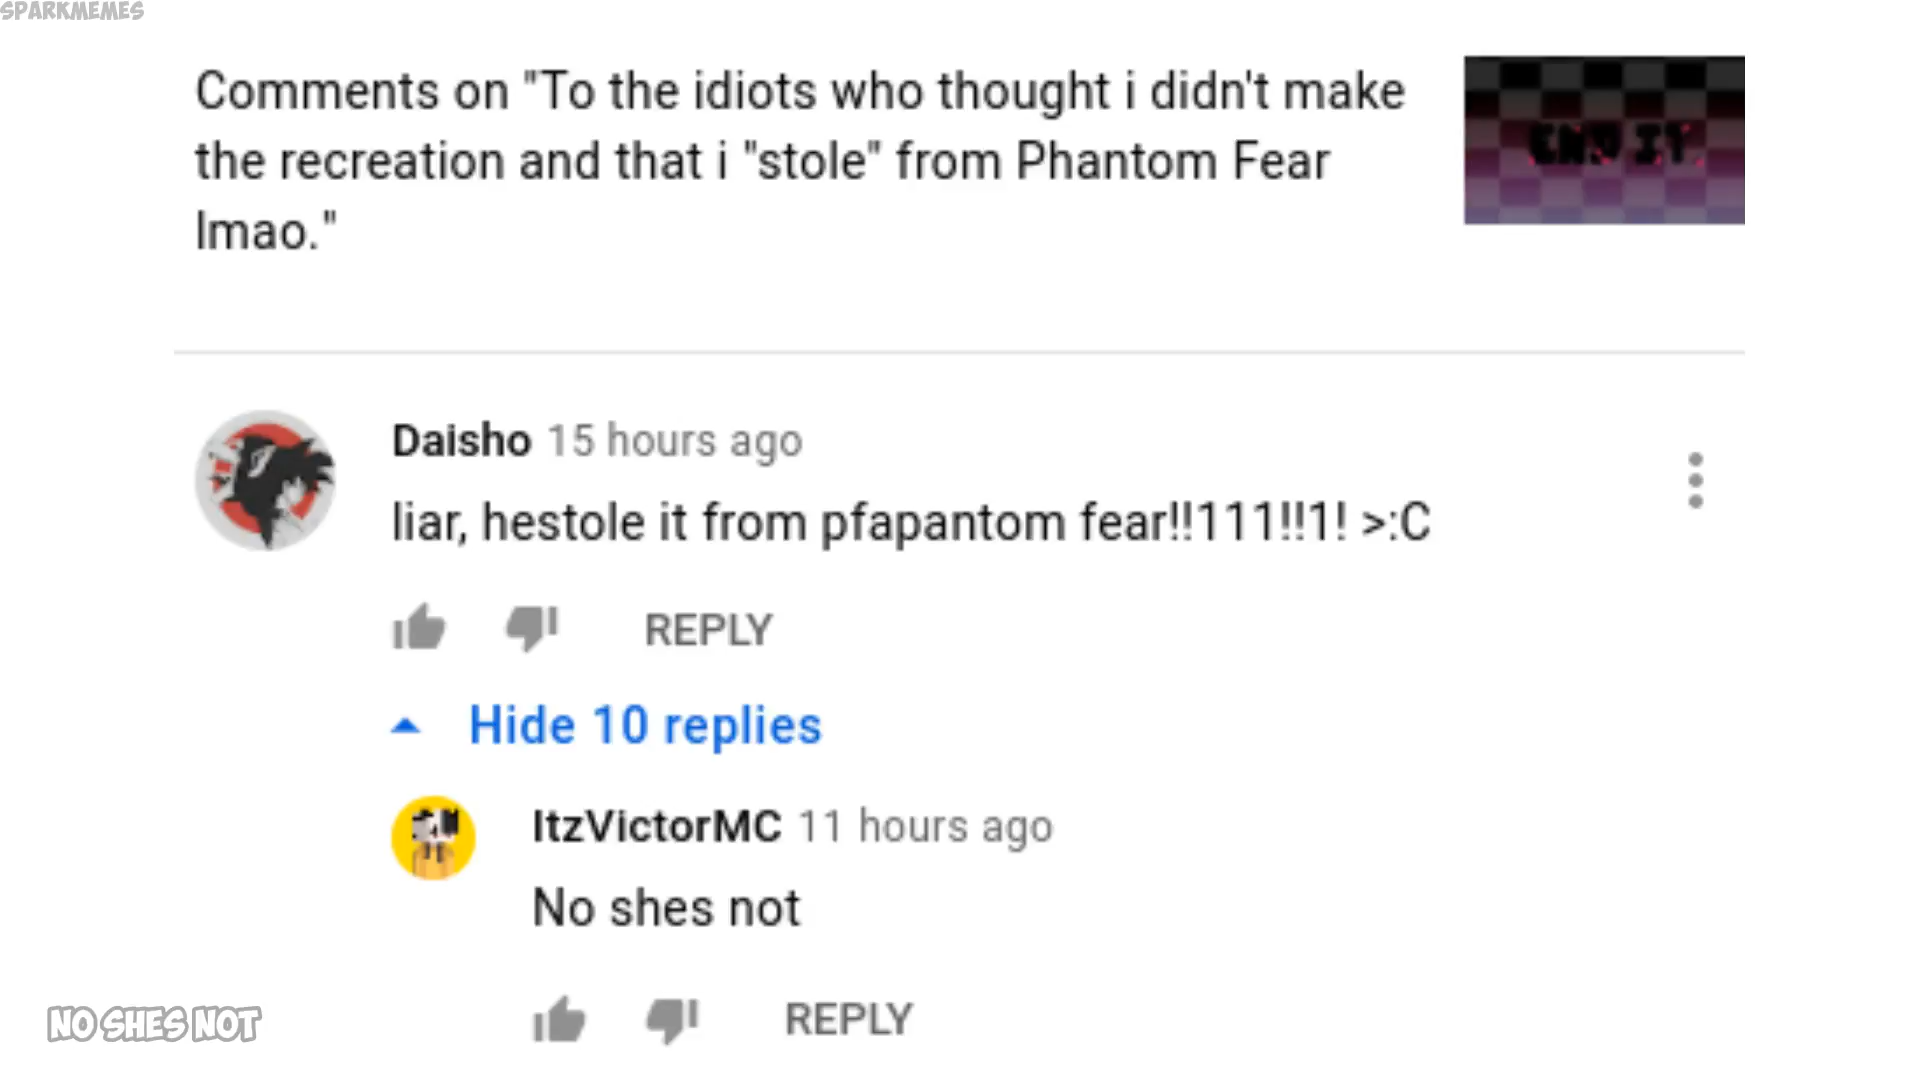 SPARKMEMES
Comments on "To the idiots who thought i didn't make
the recreation and that i "stole" from Phantom Fear
lmao."
END IT
Daisho 15 hours ago
liar, hestole it from pfapantom fear!!111!!1! >:C
REPLY
Hide 10 replies
ItzVictorMC 11 hours ago
No shes not
REPLY
NO SHES NOT